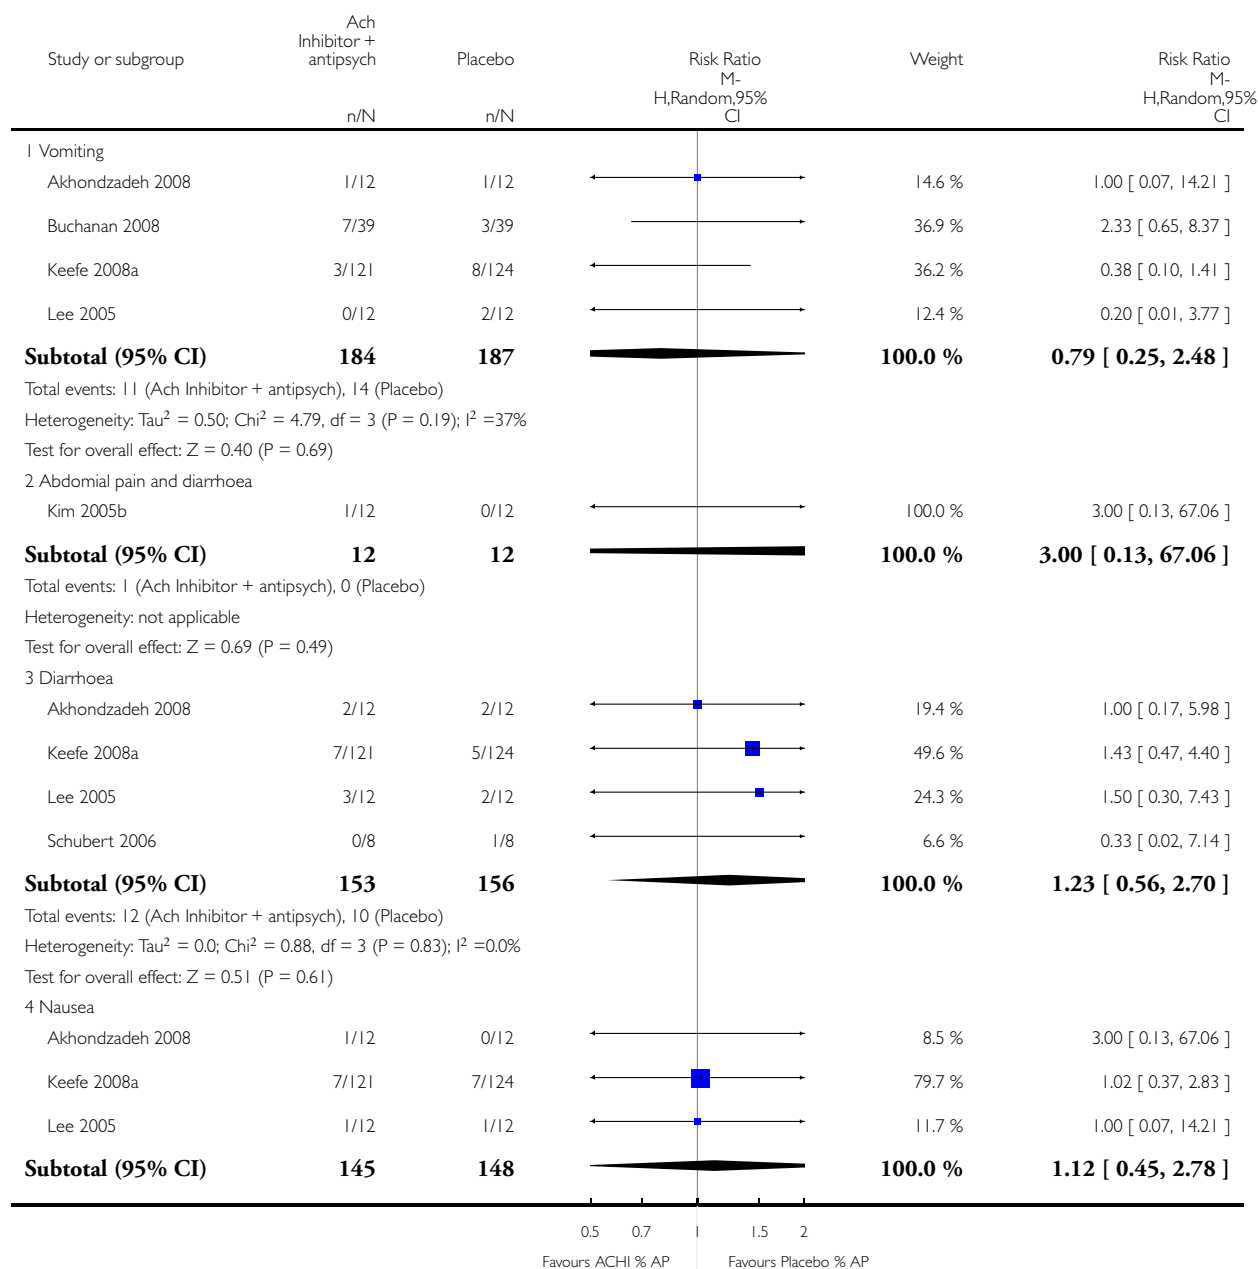 Ach
Inhibitor +
Study or subgroup antipsych Placebo Risk Ratio Weight Risk Ratio
M- M-
H,Random,95% H,Random,95%
n/N n/N CI CI
1 Vomiting
Akhondzadeh 2008 1/12 1/12 14.6 % 1.00 [ 0.07, 14.21 ]
Buchanan 2008 7/39 3/39 36.9 % 2.33 [ 0.65, 8.37 ]
Keefe 2008a 3/121 8/124 36.2 % 0.38 [ 0.10, 1.41 ]
Lee 2005 0/12 2/12 12.4 % 0.20 [ 0.01, 3.77 ]
Subtotal (95% CI) 184 187 100.0 % 0.79 [ 0.25, 2.48 ]
Total events: 11 (Ach Inhibitor + antipsych), 14 (Placebo)
Heterogeneity: Tau² = 0.50; Chi² = 4.79, df = 3 (P = 0.19); I² =37%
Test for overall effect: Z = 0.40 (P = 0.69)
2 Abdomial pain and diarrhoea
Kim 2005b 1/12 0/12 100.0 % 3.00 [ 0.13, 67.06 ]
Subtotal (95% CI) 12 12 100.0 % 3.00 [ 0.13, 67.06 ]
Total events: 1 (Ach Inhibitor + antipsych), 0 (Placebo)
Heterogeneity: not applicable
Test for overall effect: Z = 0.69 (P = 0.49)
3 Diarrhoea
Akhondzadeh 2008 2/12 2/12 19.4 % 1.00 [ 0.17, 5.98 ]
Keefe 2008a 7/121 5/124 49.6 % 1.43 [ 0.47, 4.40 ]
Lee 2005 3/12 2/12 24.3 % 1.50 [ 0.30, 7.43 ]
Schubert 2006 0/8 1/8 6.6 % 0.33 [ 0.02, 7.14 ]
Subtotal (95% CI) 153 156 100.0 % 1.23 [ 0.56, 2.70 ]
Total events: 12 (Ach Inhibitor + antipsych), 10 (Placebo)
Heterogeneity: Tau² = 0.0; Chi² = 0.88, df = 3 (P = 0.83); I² =0.0%
Test for overall effect: Z = 0.51 (P = 0.61)
4 Nausea
Akhondzadeh 2008 1/12 0/12 8.5 % 3.00 [ 0.13, 67.06 ]
Keefe 2008a 7/121 7/124 79.7 % 1.02 [ 0.37, 2.83 ]
Lee 2005 1/12 1/12 11.7 % 1.00 [ 0.07, 14.21 ]
Subtotal (95% CI) 145 148 100.0 % 1.12 [ 0.45, 2.78 ]
0.5 0.7 1 1.5 2
Favours ACHI % AP Favours Placebo % AP